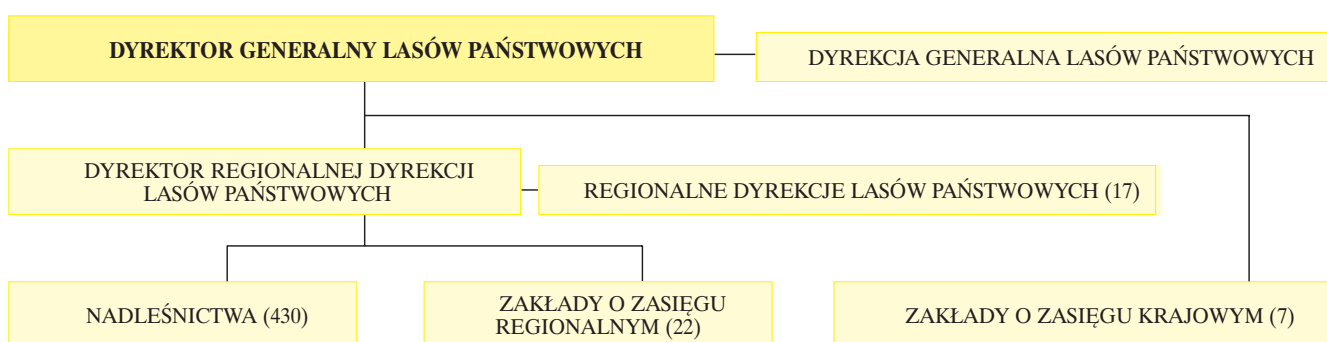 DYREKTOR GENERALNY LASÓW PAŃSTWOWYCH
DYREKCJA GENERALNA LASÓW PAŃSTWOWYCH
DYREKTOR REGIONALNEJ DYREKCJI
LASÓW PAŃSTWOWYCH
REGIONALNE DYREKCJE LASÓW PAŃSTWOWYCH (17)
NADLEŚNICTWA (430)
ZAKŁADY O ZASIĘGU
REGIONALNYM (22)
ZAKŁADY O ZASIĘGU KRAJOWYM (7)